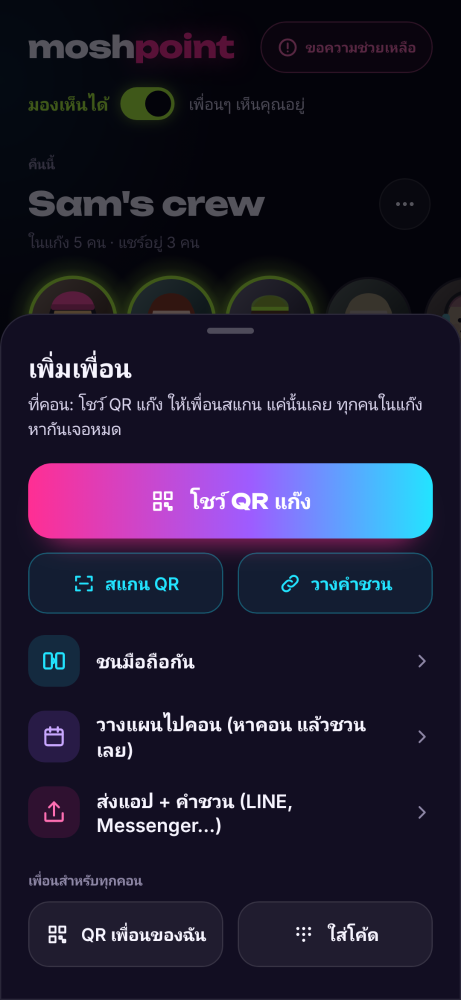 moshpoint
ขอความช่วยเหลือ
มองเห็นได้
เพื่อนๆ เห็นคุณอยู่
คืนนี้
Sam's crew
ในแก๊ง 5 คน · แชร์อยู่ 3 คน
เพิ่มเพื่อน
ที่คอน: โชว์ QR แก๊ง ให้เพื่อนสแกน แค่นั้นเลย ทุกคนในแก๊ง
หากันเจอหมด
โชว์ QR แก๊ง
สแกน QR
วางคำชวน
ชนมือถือกัน
วางแผนไปคอน (หาคอน แล้วชวน
เลย)
ส่งแอป + คำชวน (LINE,
Messenger...)
เพื่อนสำหรับทุกคอน
QR เพื่อนของฉัน
ใส่โค้ด